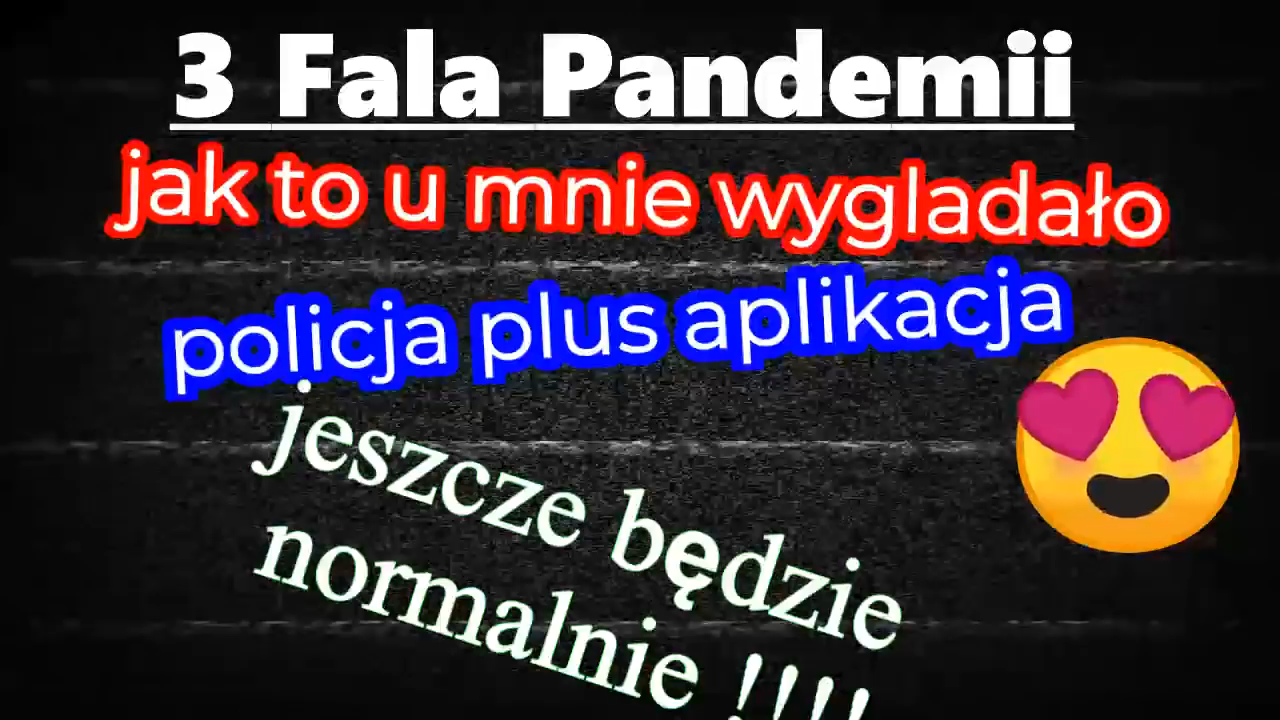 3 Fala Pandemii
jak to u mnie wygladało
policja plus aplikacja
jeszcze będzie
normalnie !!!!